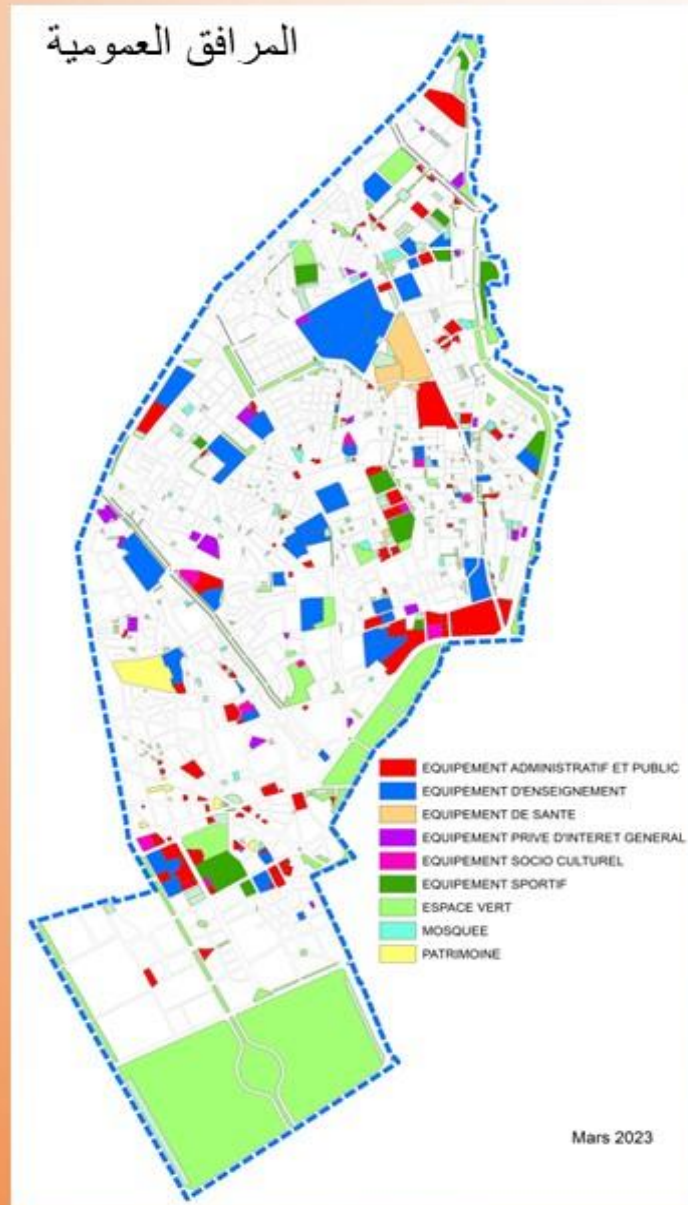 المرافق العمومية
EQUIPEMENT ADMINISTRATIF ET PUBLIC
EQUIPEMENT D'ENSEIGNEMENT
EQUIPEMENT DE SANTE
EQUIPEMENT PRIVE D'INTERET GENERAL
EQUIPEMENT SOCIO CULTUREL
EQUIPEMENT SPORTIF
ESPACE VERT
MOSQUEE
PATRIMOINE
Mars 2023